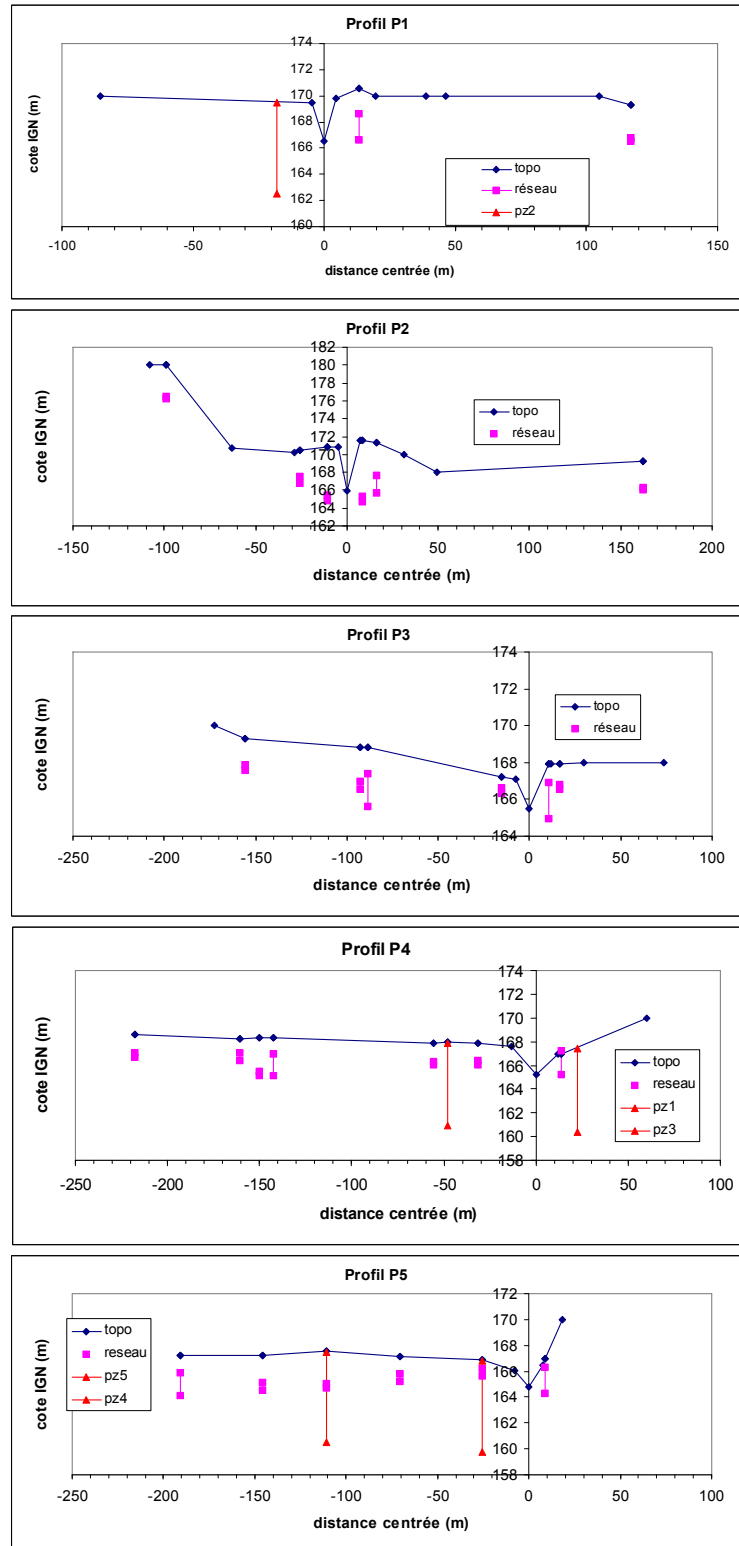 Profil P1
cote IGN (m)
174
172
170
168
166
164
162
160
-100
-50
0
50
100
150
distance centrée (m)
topo
réseau
pz2
Profil P2
cote IGN (m)
182
180
178
176
174
172
170
168
166
164
162
-150
-100
-50
0
50
100
150
200
distance centrée (m)
topo
réseau
Profil P3
cote IGN (m)
174
172
170
168
166
164
-250
-200
-150
-100
-50
0
50
100
distance centrée (m)
topo
réseau
Profil P4
cote IGN (m)
174
172
170
168
166
164
162
160
158
-250
-200
-150
-100
-50
0
50
100
distance centrée (m)
topo
reseau
pz1
pz3
Profil P5
cote IGN (m)
172
170
168
166
164
162
160
158
-250
-200
-150
-100
-50
0
50
100
distance centrée (m)
topo
reseau
pz5
pz4